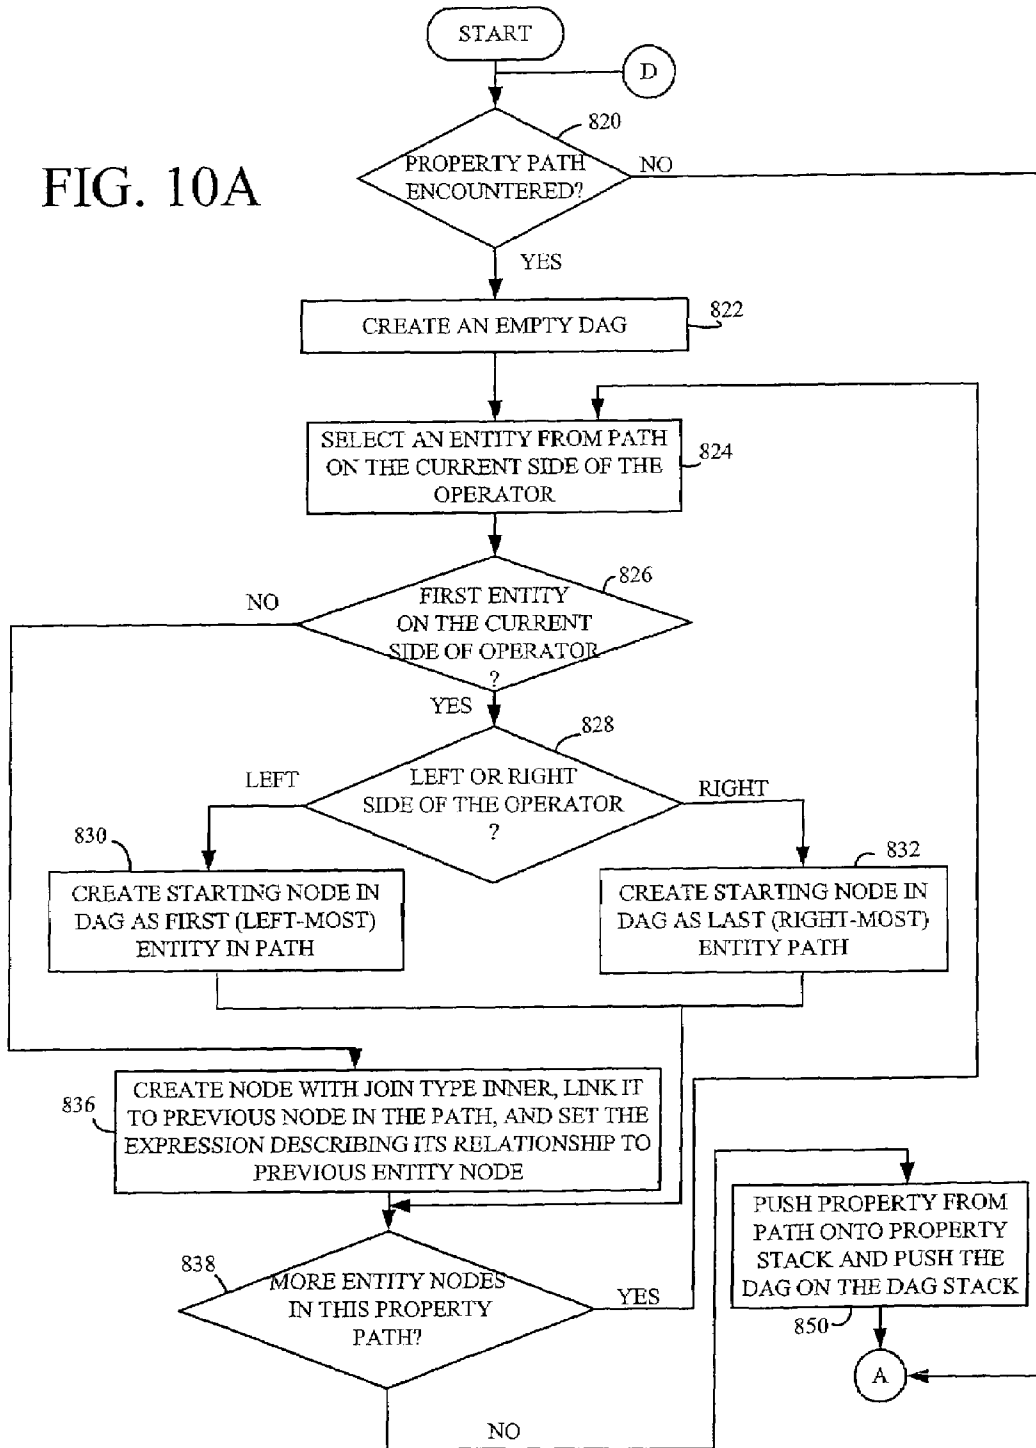 START
D
820
FIG. 10A
PROPERTY PATH
ENCOUNTERED?
NO
YES
CREATE AN EMPTY DAG
822
SELECT AN ENTITY FROM PATH
ON THE CURRENT SIDE OF THE
OPERATOR
824
826
NO
FIRST ENTITY
ON THE CURRENT
SIDE OF OPERATOR
?
YES
828
LEFT
LEFT OR RIGHT
SIDE OF THE OPERATOR
?
RIGHT
830
832
CREATE STARTING NODE IN
DAG AS FIRST (LEFT-MOST)
ENTITY IN PATH
CREATE STARTING NODE IN
DAG AS LAST (RIGHT-MOST)
ENTITY PATH
836
CREATE NODE WITH JOIN TYPE INNER, LINK IT
TO PREVIOUS NODE IN THE PATH, AND SET THE
EXPRESSION DESCRIBING ITS RELATIONSHIP TO
PREVIOUS ENTITY NODE
PUSH PROPERTY FROM
PATH ONTO PROPERTY
STACK AND PUSH THE
DAG ON THE DAG STACK
850
838
MORE ENTITY NODES
IN THIS PROPERTY
PATH?
YES
A
NO